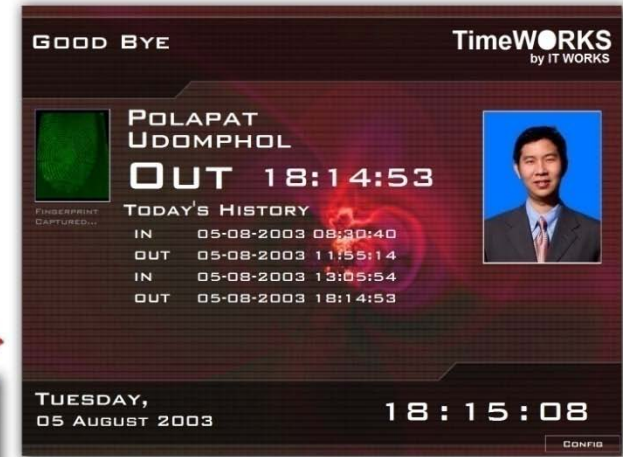 GOOD BYE
TimeWORKS
by IT WORKS
POLAPAT
UDOMPHOL
OUT 18:14:53
FINGERPRINT
CAPTURED...
TODAY'S HISTORY
IN 05-08-2003 08:30:40
OUT 05-08-2003 11:55:14
IN 05-08-2003 13:05:54
OUT 05-08-2003 18:14:53
TUESDAY,
05 AUGUST 2003
18:15:08
CONFIG